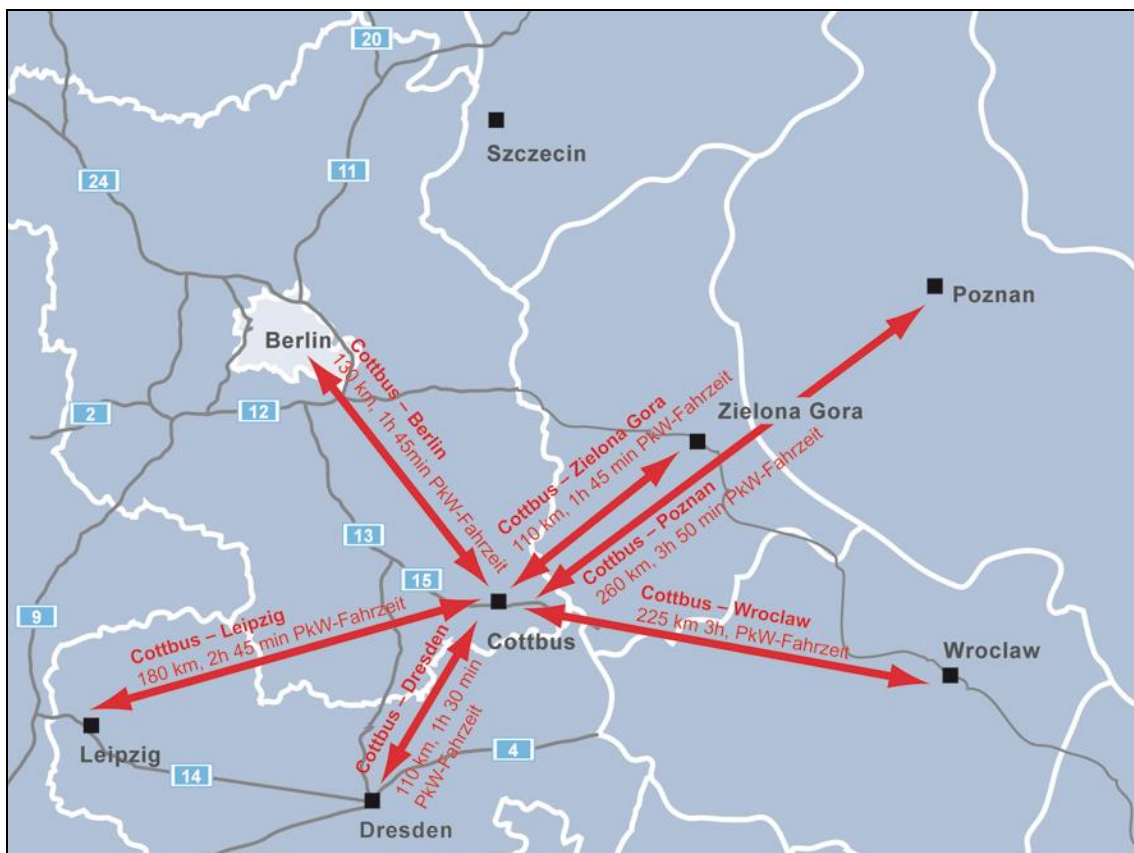 20
Szczecin
11
24
Poznan
Berlin
Cottbus – Berlin
130 km, 1h 45min PkW-Fahrzeit
2
12
Zielona Gora
Cottbus – Zielona Gora
110 km, 1h 45 min PkW-Fahrzeit
Cottbus – Poznan
260 km, 3h 50 min PkW-Fahrzeit
13
15
9
Cottbus – Leipzig
180 km, 2h 45 min PkW-Fahrzeit
Cottbus
Cottbus – Wroclaw
225 km 3h, PkW-Fahrzeit
Wroclaw
Cottbus – Dresden
110 km, 1h 30 min
PkW-Fahrzeit
Leipzig
14
4
Dresden